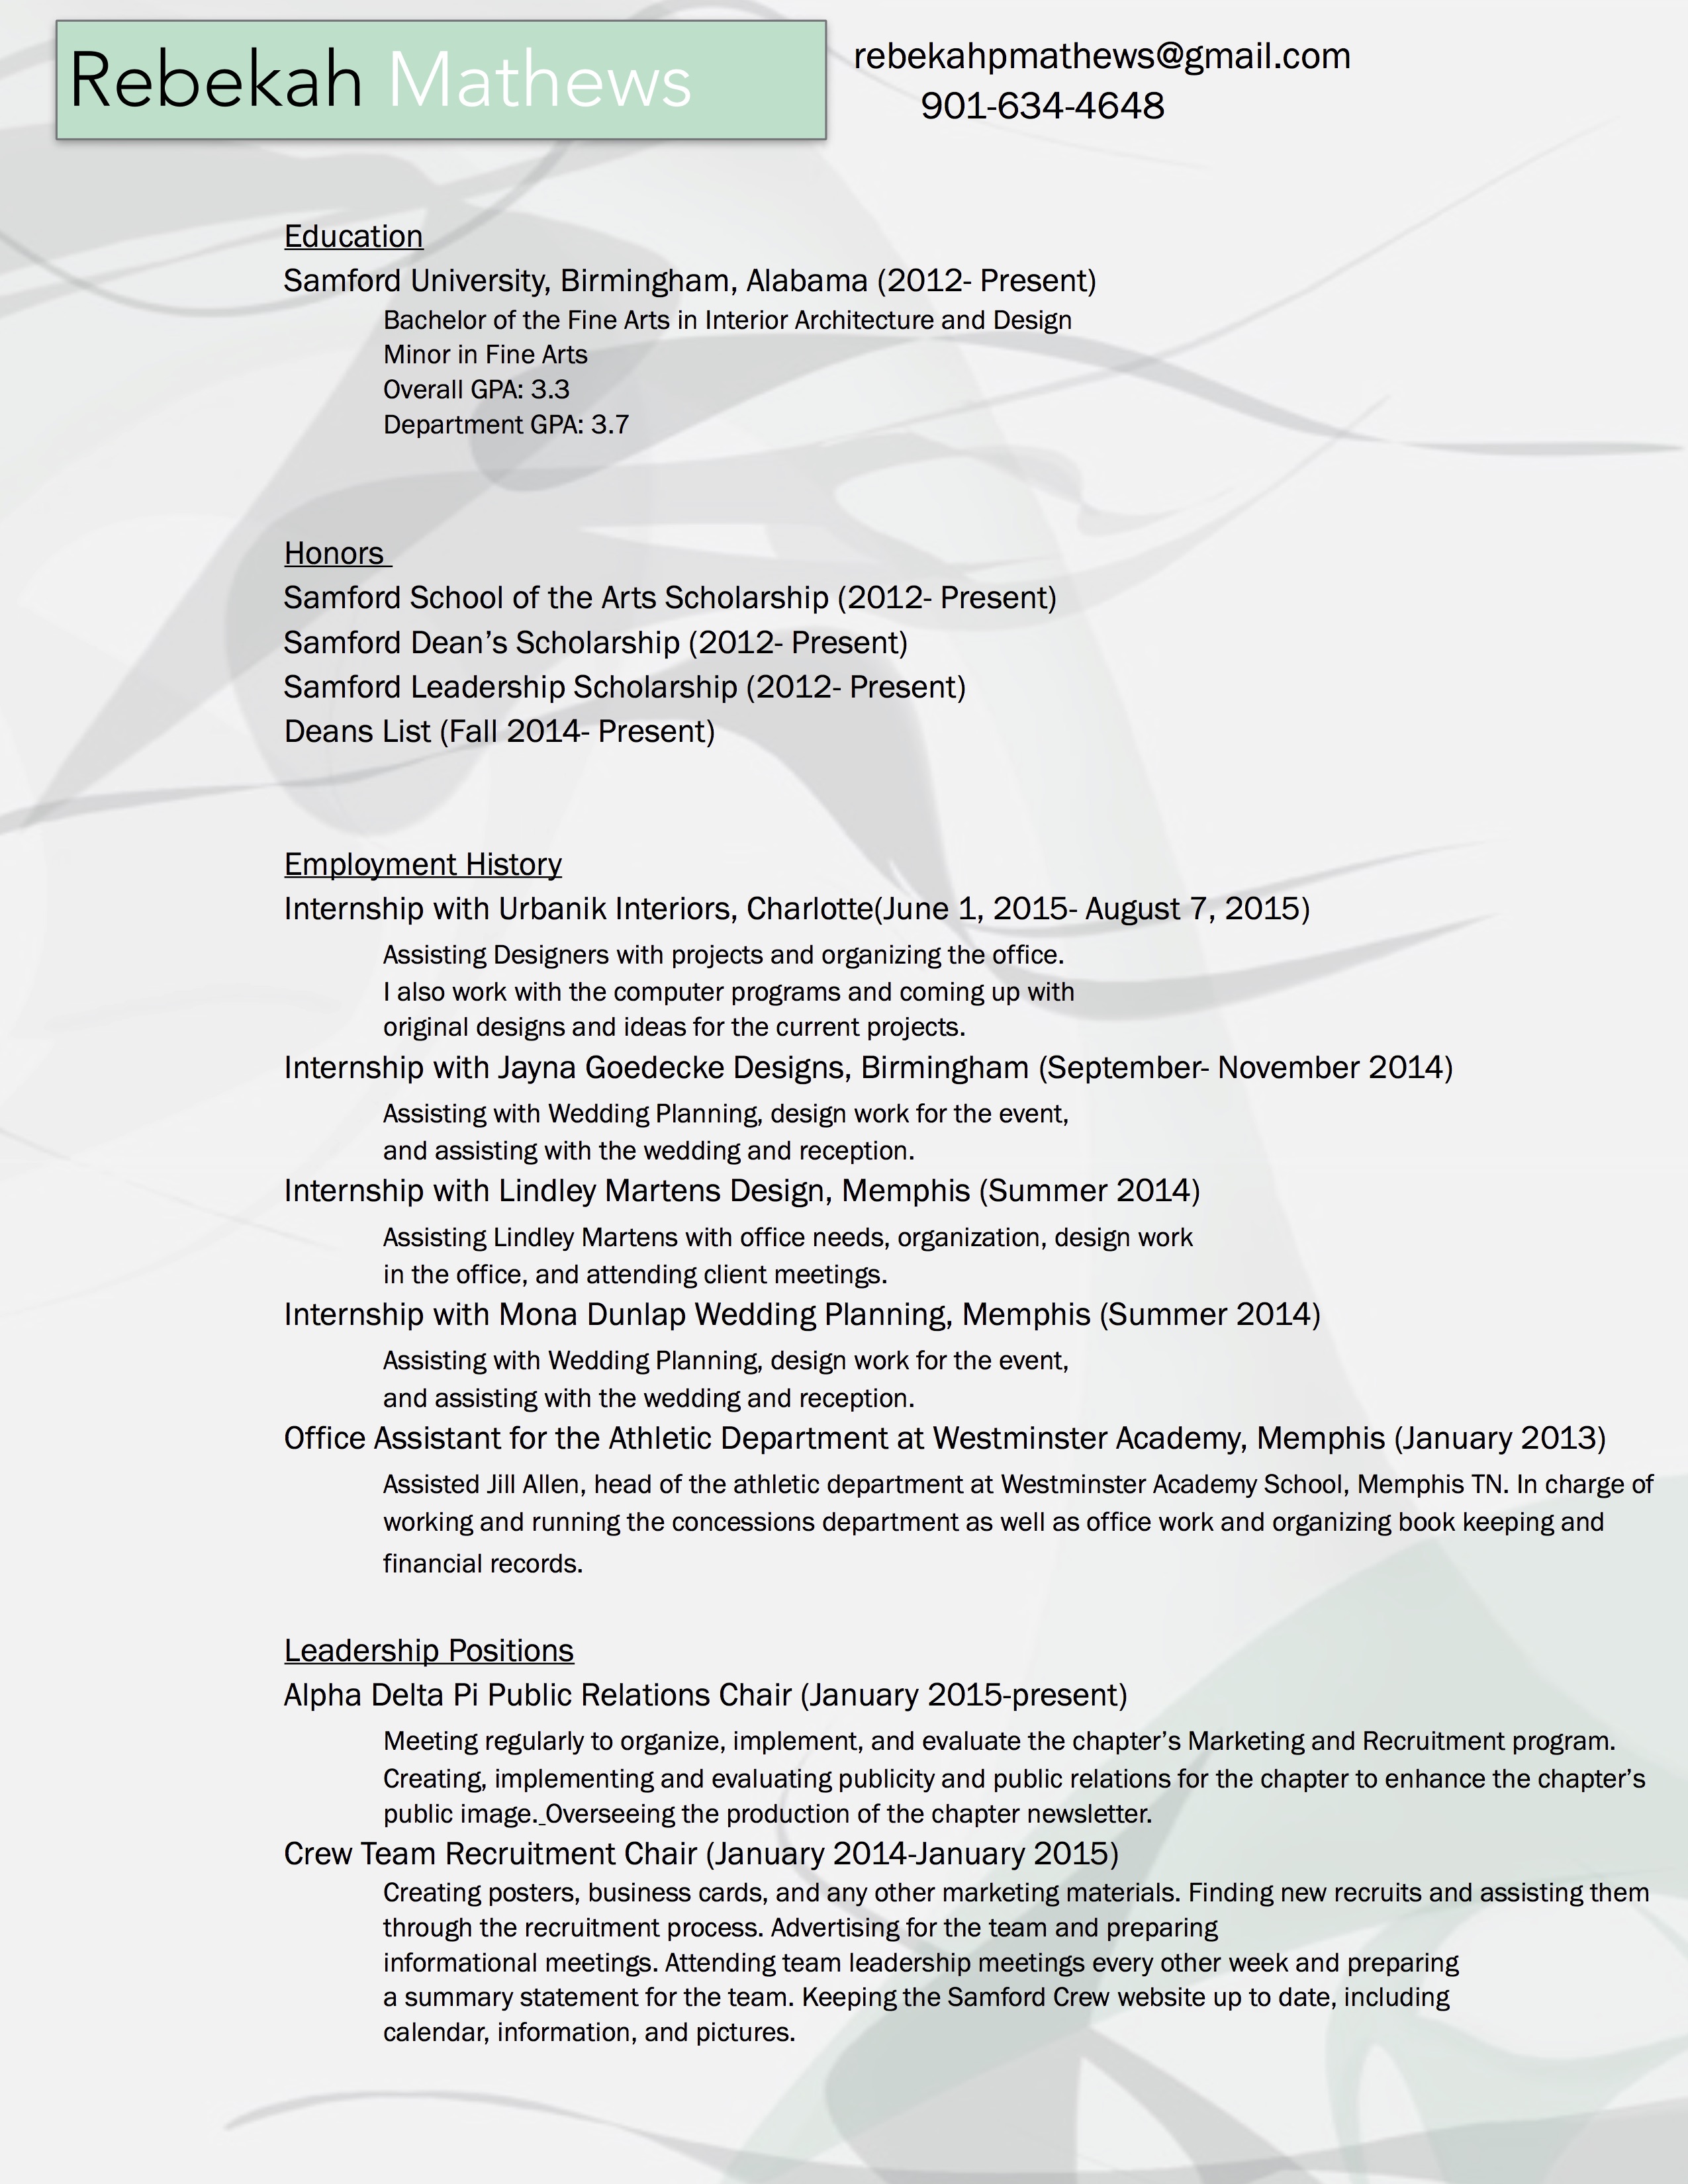 Rebekah Mathews
rebekahpmathews@gmail.com
901-634-4648
Education
Samford University, Birmingham, Alabama (2012- Present)
Bachelor of the Fine Arts in Interior Architecture and Design
Minor in Fine Arts
Overall GPA: 3.3
Department GPA: 3.7
Honors
Samford School of the Arts Scholarship (2012- Present)
Samford Dean’s Scholarship (2012- Present)
Samford Leadership Scholarship (2012- Present)
Deans List (Fall 2014- Present)
Employment History
Internship with Urbanik Interiors, Charlotte(June 1, 2015- August 7, 2015)
Assisting Designers with projects and organizing the office.
I also work with the computer programs and coming up with
original designs and ideas for the current projects.
Internship with Jayna Goedecke Designs, Birmingham (September- November 2014)
Assisting with Wedding Planning, design work for the event,
and assisting with the wedding and reception.
Internship with Lindley Martens Design, Memphis (Summer 2014)
Assisting Lindley Martens with office needs, organization, design work
in the office, and attending client meetings.
Internship with Mona Dunlap Wedding Planning, Memphis (Summer 2014)
Assisting with Wedding Planning, design work for the event,
and assisting with the wedding and reception.
Office Assistant for the Athletic Department at Westminster Academy, Memphis (January 2013)
Assisted Jill Allen, head of the athletic department at Westminster Academy School, Memphis TN. In charge of
working and running the concessions department as well as office work and organizing book keeping and
financial records.
Leadership Positions
Alpha Delta Pi Public Relations Chair (January 2015-present)
Meeting regularly to organize, implement, and evaluate the chapter’s Marketing and Recruitment program.
Creating, implementing and evaluating publicity and public relations for the chapter to enhance the chapter’s
public image. Overseeing the production of the chapter newsletter.
Crew Team Recruitment Chair (January 2014-January 2015)
Creating posters, business cards, and any other marketing materials. Finding new recruits and assisting them
through the recruitment process. Advertising for the team and preparing
informational meetings. Attending team leadership meetings every other week and preparing
a summary statement for the team. Keeping the Samford Crew website up to date, including
calendar, information, and pictures.